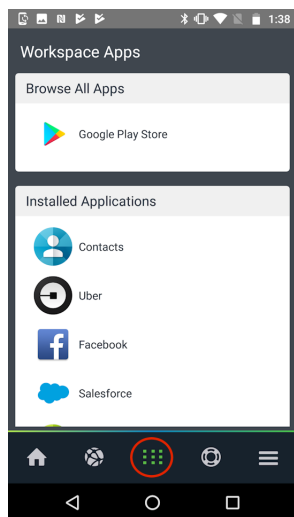 1:38
Workspace Apps
Browse All Apps
Google Play Store
Installed Applications
Contacts
Uber
Facebook
Salesforce